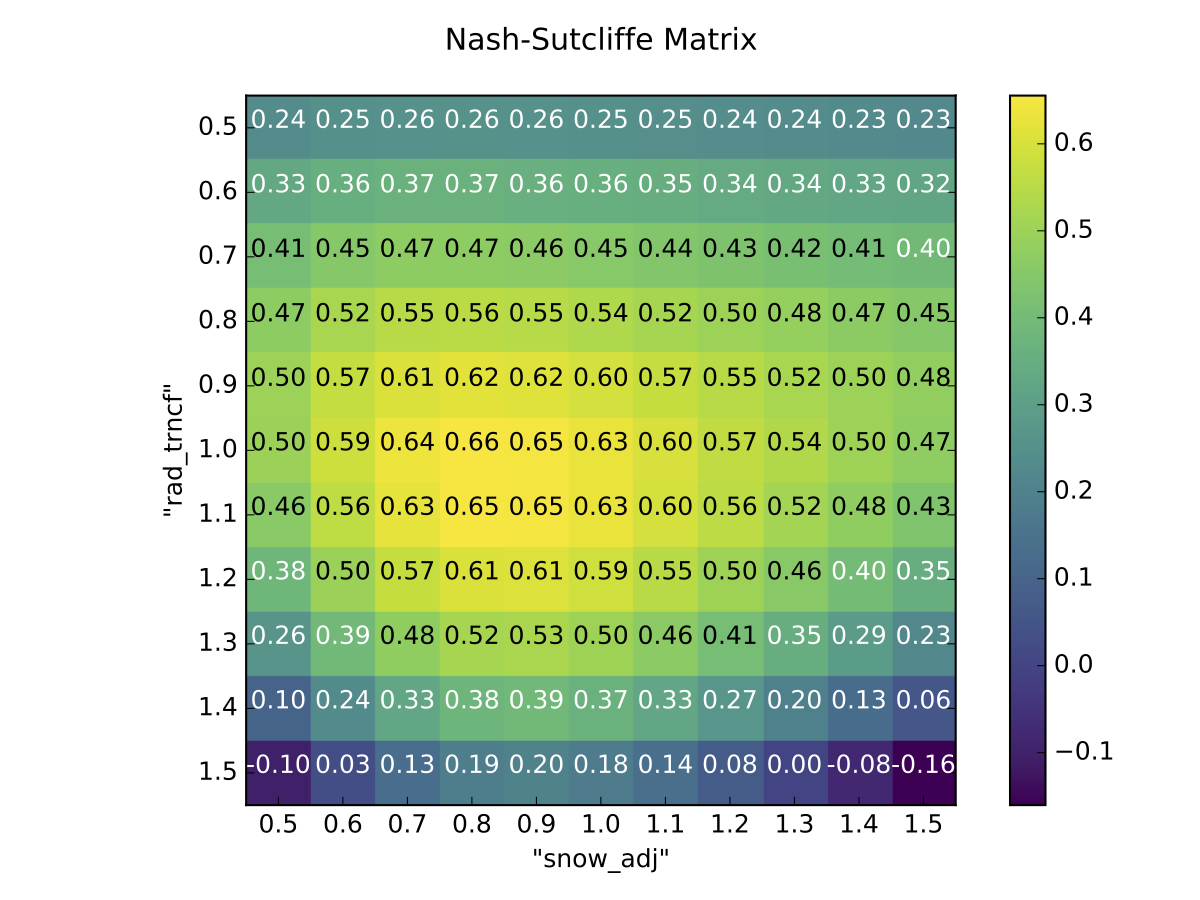 Nash-Sutcliffe Matrix
0.5 0.24 0.25 0.26 0.26 0.26 0.25 0.25 0.24 0.24 0.23 0.23
0.6 0.33 0.36 0.37 0.37 0.36 0.36 0.35 0.34 0.34 0.33 0.32
0.7 0.41 0.45 0.47 0.47 0.46 0.45 0.44 0.43 0.42 0.41 0.40
0.8 0.47 0.52 0.55 0.56 0.55 0.54 0.52 0.50 0.48 0.47 0.45
0.9 0.50 0.57 0.61 0.62 0.62 0.60 0.57 0.55 0.52 0.50 0.48
1.0 0.50 0.59 0.64 0.66 0.65 0.63 0.60 0.57 0.54 0.50 0.47
1.1 0.46 0.56 0.63 0.65 0.65 0.63 0.60 0.56 0.52 0.48 0.43
1.2 0.38 0.50 0.57 0.61 0.61 0.59 0.55 0.50 0.46 0.40 0.35
1.3 0.26 0.39 0.48 0.52 0.53 0.50 0.46 0.41 0.35 0.29 0.23
1.4 0.10 0.24 0.33 0.38 0.39 0.37 0.33 0.27 0.20 0.13 0.06
1.5 -0.10 0.03 0.13 0.19 0.20 0.18 0.14 0.08 0.00 -0.08 -0.16
0.5 0.6 0.7 0.8 0.9 1.0 1.1 1.2 1.3 1.4 1.5
"snow_adj"
"rad_trncf"
0.6
0.5
0.4
0.3
0.2
0.1
0.0
−0.1